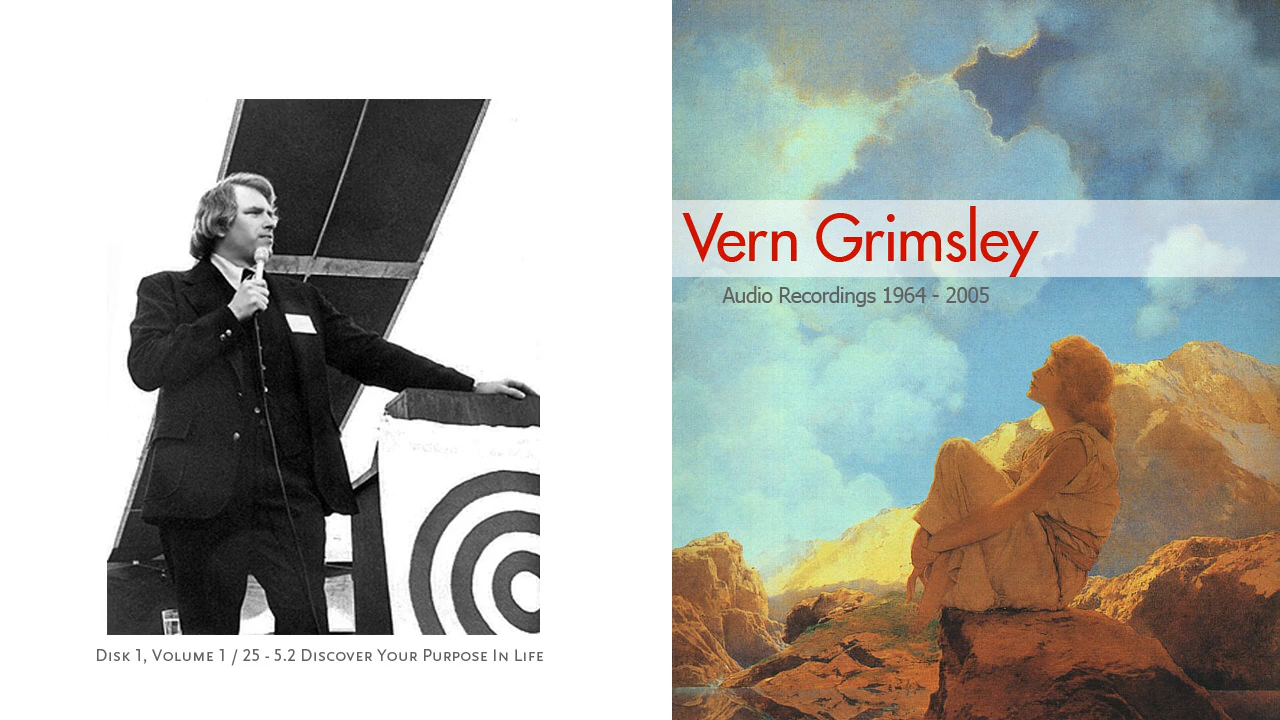 Vern Grimsley
Audio Recordings 1964 - 2005
Disk 1, Volume 1 / 25 - 5.2 Discover Your Purpose In Life